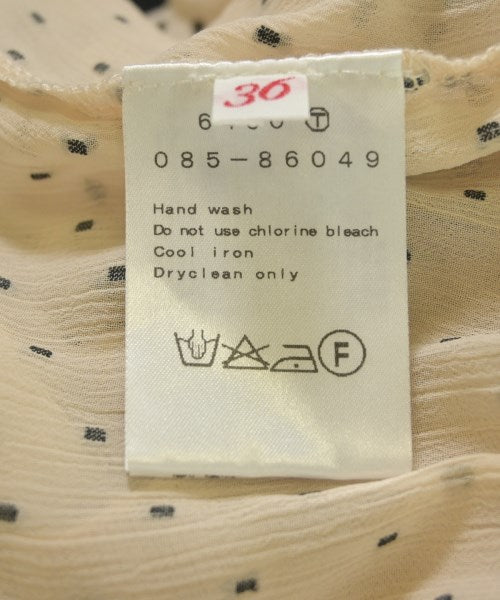 36
T
085-86049
Hand wash
Do not use chlorine bleach
Cool iron
Dryclean only
F